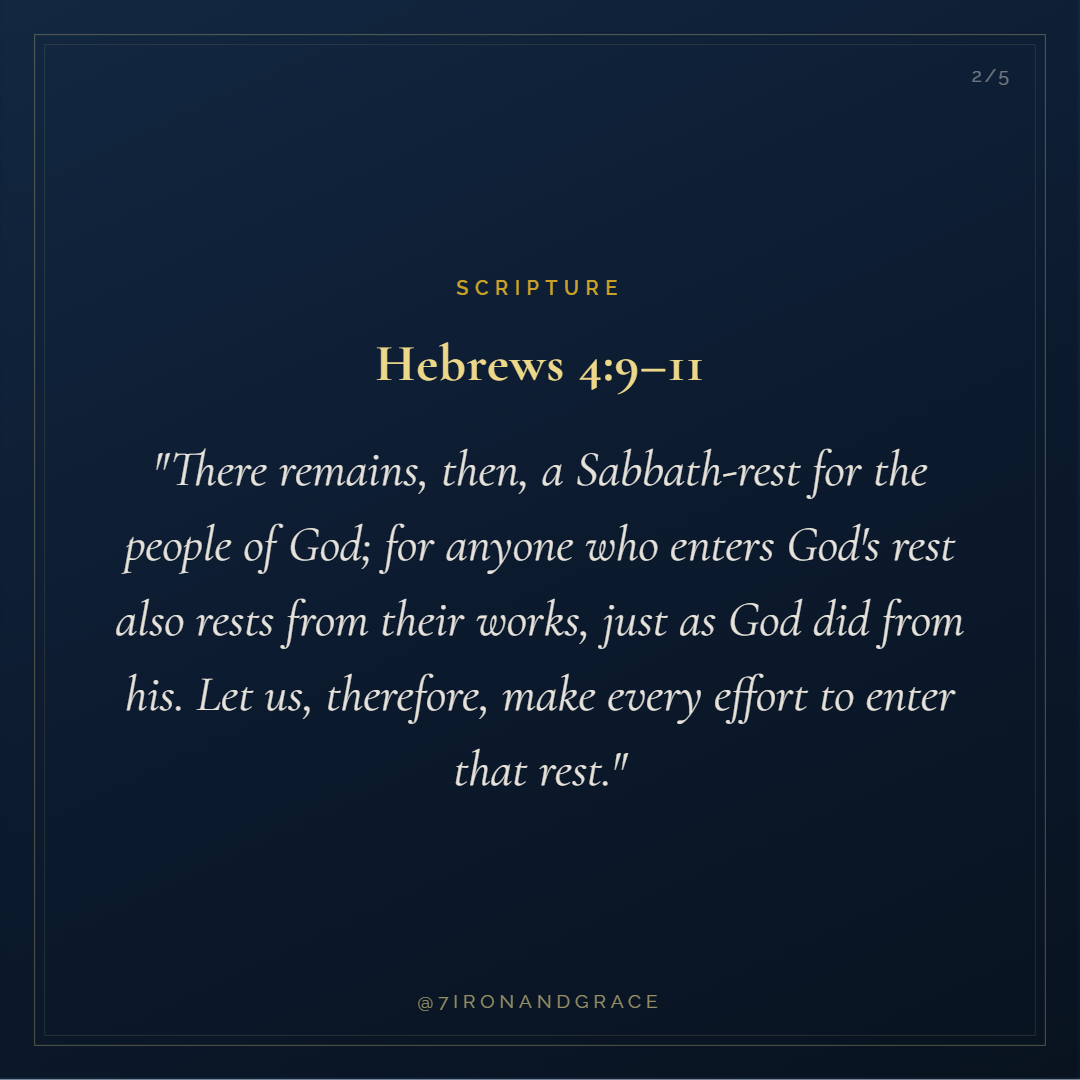 2/5
SCRIPTURE
Hebrews 4:9–11
"There remains, then, a Sabbath-rest for the
people of God; for anyone who enters God's rest
also rests from their works, just as God did from
his. Let us, therefore, make every effort to enter
that rest."
@7IRONANDGRACE